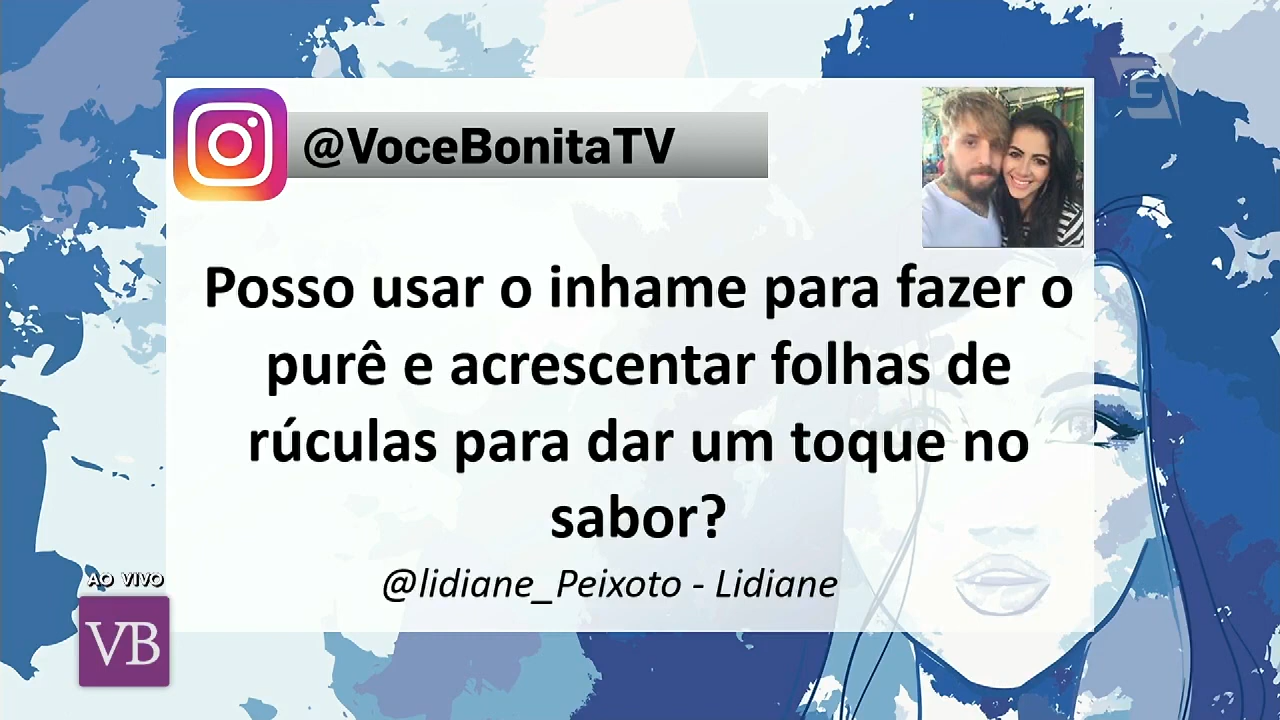 @VoceBonitaTV
Posso usar o inhame para fazer o
purê e acrescentar folhas de
rúculas para dar um toque no
sabor?
@lidiane_Peixoto - Lidiane
AO VIVO
VB